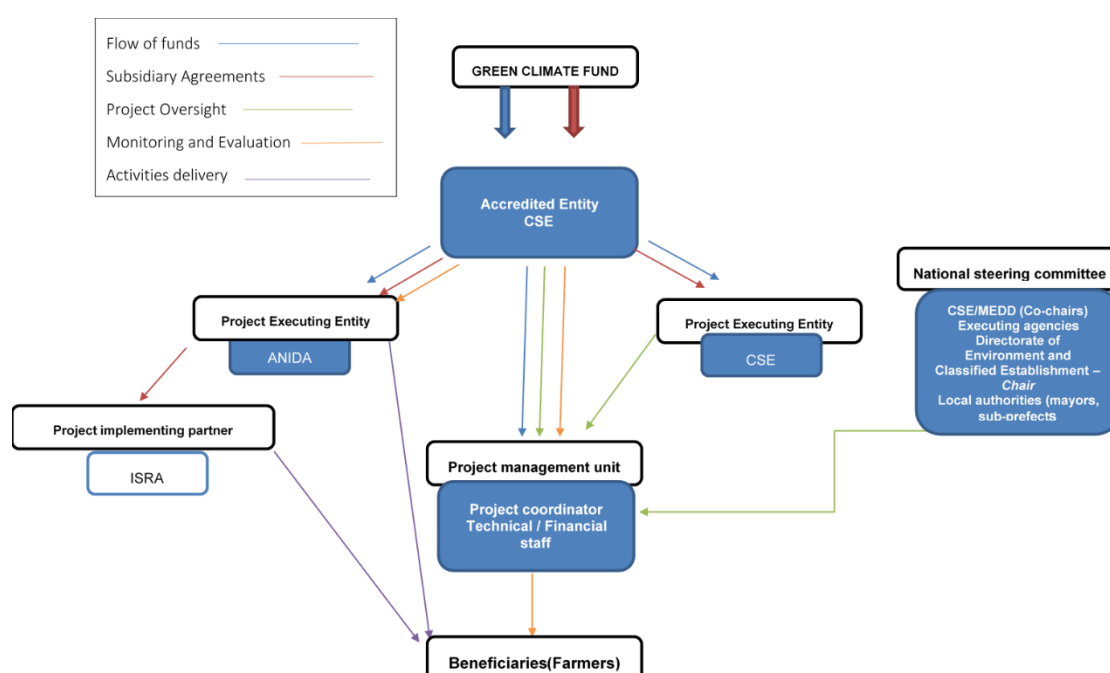 Flow of funds
Subsidiary Agreements
Project Oversight
Monitoring and Evaluation
Activities delivery
GREEN CLIMATE FUND
Accredited Entity
CSE
National steering committee
CSE/MEDD (Co-chairs)
Executing agencies
Directorate of
Environment and
Classified Establishment –
Chair
Local authorities (mayors,
sub-prefects
Project Executing Entity
ANIDA
Project Executing Entity
CSE
Project implementing partner
ISRA
Project management unit
Project coordinator
Technical / Financial
staff
Beneficiaries(Farmers)